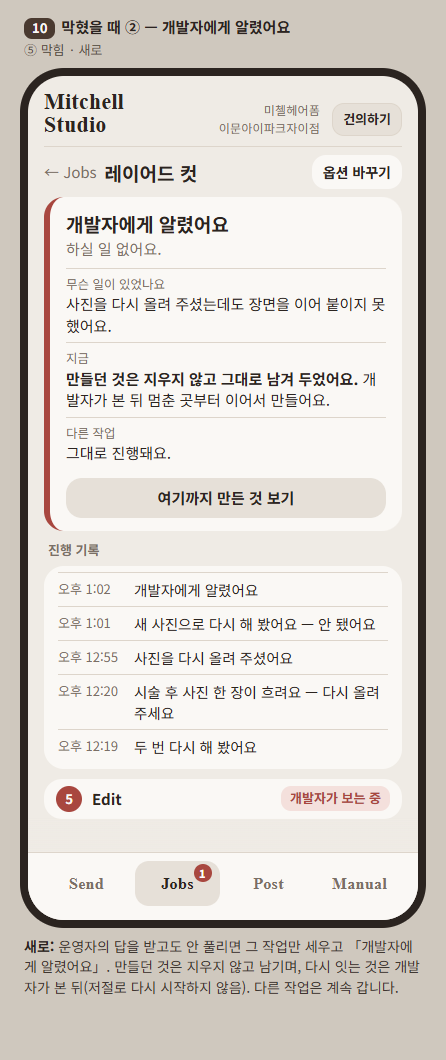 10 막혔을 때 ② — 개발자에게 알렸어요
⑤ 막힘 · 새로
Mitchell
Studio
미첼헤어폼
이문아이파크자이점
건의하기
← Jobs 레이어드 컷
옵션 바꾸기
개발자에게 알렸어요
하실 일 없어요.
무슨 일이 있었나요
사진을 다시 올려 주셨는데도 장면을 이어 붙이지 못
했어요.
지금
만들던 것은 지우지 않고 그대로 남겨 두었어요. 개
발자가 본 뒤 멈춘 곳부터 이어서 만들어요.
다른 작업
그대로 진행돼요.
여기까지 만든 것 보기
진행 기록
오후 1:02 개발자에게 알렸어요
오후 1:01 새 사진으로 다시 해 봤어요 — 안 됐어요
오후 12:55 사진을 다시 올려 주셨어요
오후 12:20 시술 후 사진 한 장이 흐려요 — 다시 올려
주세요
오후 12:19 두 번 다시 해 봤어요
5 Edit 개발자가 보는 중
Send Jobs 1 Post Manual
새로: 운영자의 답을 받고도 안 풀리면 그 작업만 세우고 「개발자에
게 알렸어요」. 만들던 것은 지우지 않고 남기며, 다시 잇는 것은 개발
자가 본 뒤(저절로 다시 시작하지 않음). 다른 작업은 계속 갑니다.